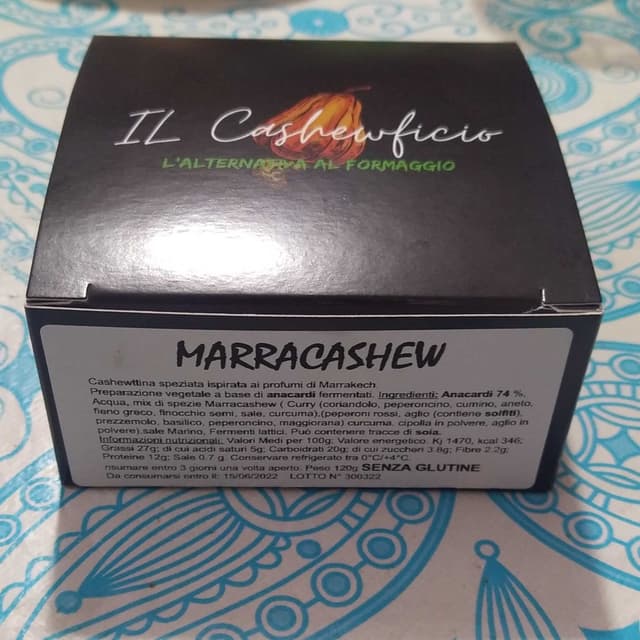 IL Cashewficio
L'ALTERNATIVA AL FORMAGGIO
MARRACASHEW
Cashewttina speziata ispirata ai profumi di Marrakech
Preparazione vegetale a base di anacardi fermentati. Ingredienti: Anacardi 74 %,
Acqua, mix di spezie Marracashew ( Curry (coriandolo, peperoncino, cumino, aneto,
fieno greco, finocchio semi, sale, curcuma),(peperoni rossi, aglio (contiene solfiti),
prezzemolo, basilico, peperoncino, maggiorana) curcuma, cipolla in polvere, aglio in
polvere),sale Marino, Fermenti lattici. Può contenere tracce di soia.
Informazioni nutrizionali: Valori Medi per 100g: Valore energetico: Kj 1470, kcal 346;
Grassi 27g; di cui acidi saturi 5g; Carboidrati 20g; di cui zuccheri 3.8g; Fibre 2.2g;
Proteine 12g; Sale 0.7 g. Conservare refrigerato tra 0°C/+4°C.
nsumare entro 3 giorni una volta aperto. Peso 120g SENZA GLUTINE
Da consumarsi entro il: 15/06/2022 LOTTO N° 300322